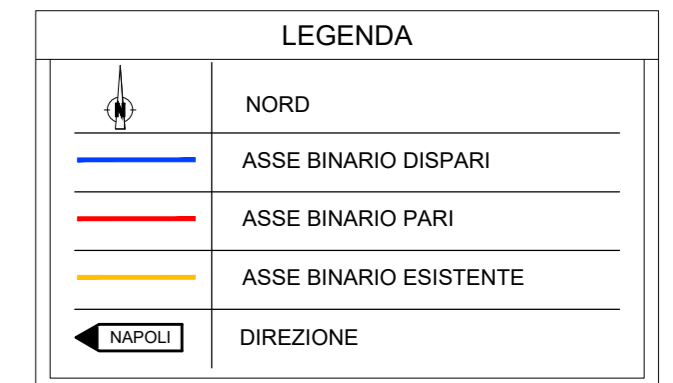 LEGENDA
N NORD
ASSE BINARIO DISPARI
ASSE BINARIO PARI
ASSE BINARIO ESISTENTE
NAPOLI DIREZIONE